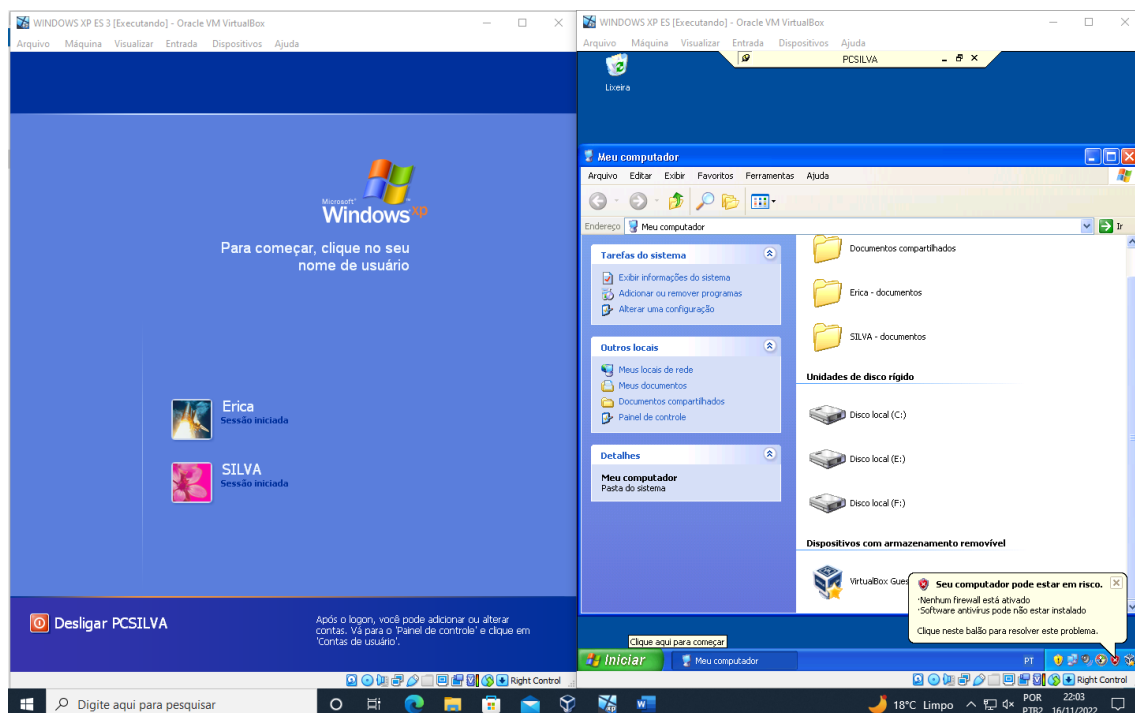 WINDOWS XP ES 3 [Executando] - Oracle VM VirtualBox
Arquivo Máquina Visualizar Entrada Dispositivos Ajuda
Microsoft
Windows xp
Para começar, clique no seu
nome de usuário
Erica
Sessão iniciada
SILVA
Sessão iniciada
Desligar PCSILVA
Após o logon, você pode adicionar ou alterar
contas. Vá para o 'Painel de controle' e clique em
'Contas de usuário'.
Right Control
WINDOWS XP ES [Executando] - Oracle VM VirtualBox
Arquivo Máquina Visualizar Entrada Dispositivos Ajuda
PCSILVA
Lixeira
Meu computador
Arquivo Editar Exibir Favoritos Ferramentas Ajuda
Endereço Meu computador Ir
Tarefas do sistema
Exibir informações do sistema
Adicionar ou remover programas
Alterar uma configuração
Outros locais
Meus locais de rede
Meus documentos
Documentos compartilhados
Painel de controle
Detalhes
Meu computador
Pasta do sistema
Documentos compartilhados
Erica - documentos
SILVA - documentos
Unidades de disco rígido
Disco local (C:)
Disco local (E:)
Disco local (F:)
Dispositivos com armazenamento removível
VirtualBox Gues
Seu computador pode estar em risco.
Nenhum firewall está ativado
Software antivírus pode não estar instalado
Clique neste balão para resolver este problema.
Clique aqui para começar
Iniciar Meu computador PT
Right Control
Digite aqui para pesquisar
18°C Limpo
POR
PTB2
22:03
16/11/2022